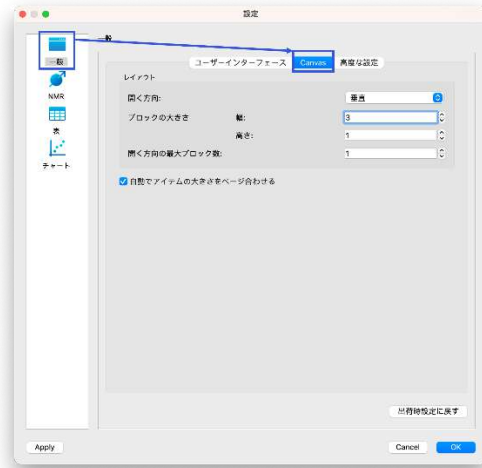 設定
一般
一般
NMR
表
チャート
ユーザーインターフェース Canvas 高度な設定
レイアウト
開く方向: 垂直
ブロックの大きさ 幅: 3
高さ: 1
開く方向の最大ブロック数: 1
自動でアイテムの大きさをページ合わせる
出荷時設定に戻す
Apply Cancel OK